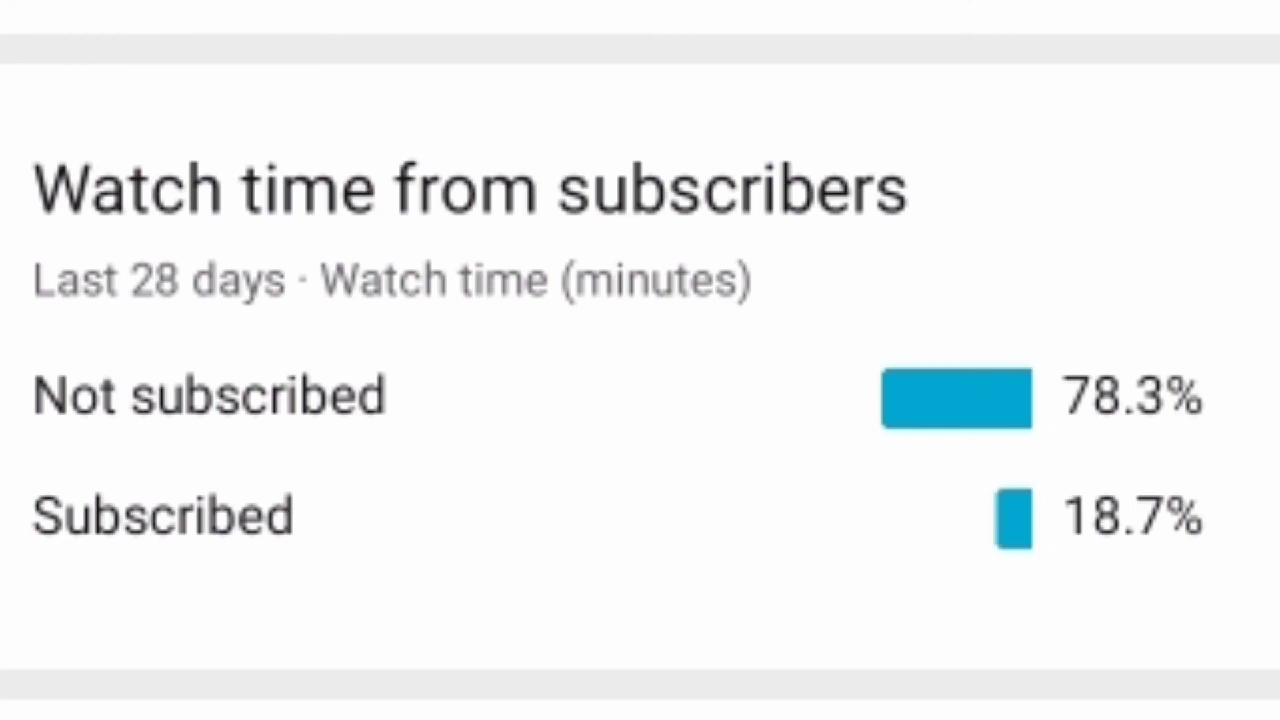 Watch time from subscribers
Last 28 days · Watch time (minutes)
Not subscribed 78.3%
Subscribed 18.7%